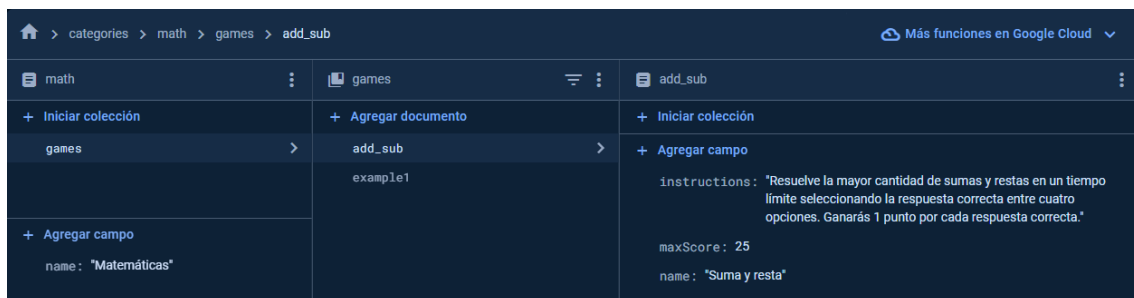 > categories > math > games > add_sub
Más funciones en Google Cloud
math
games
add_sub
+ Iniciar colección
+ Agregar documento
+ Iniciar colección
games
add_sub
example1
+ Agregar campo
name: "Matemáticas"
+ Agregar campo
instructions: "Resuelve la mayor cantidad de sumas y restas en un tiempo
límite seleccionando la respuesta correcta entre cuatro
opciones. Ganarás 1 punto por cada respuesta correcta."
maxScore: 25
name: "Suma y resta"